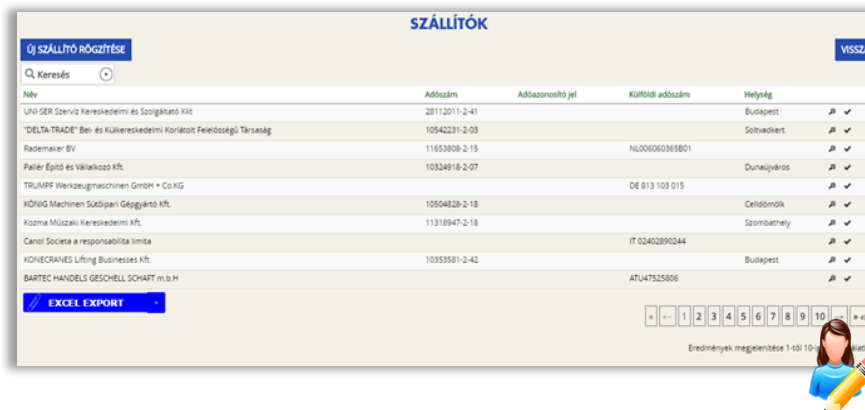 SZÁLLÍTÓK
ÚJ SZÁLLÍTÓ RÖGZÍTÉSE VISSZA
Keresés
Név Adószám Adóazonosító jel Külföldi adószám Helység
UNI-SER Szerviz Kereskedelmi és Szolgáltató Kkt 28112011-2-41 Budapest
"DELTA-TRADE" Bel- és Külkereskedelmi Korlátolt Felelősségű Társaság 10542231-2-03 Soltvadkert
Rademaker BV 11653808-2-15 NL006060365B01
Pallér Építő és Vállalkozó Kft. 10324918-2-07 Dunaújváros
TRUMPF Werkzeugmaschinen GmbH + Co.KG DE 813 103 015
KÖNIG Machinen Sütőipari Gépgyártó Kft. 10504828-2-18 Celldömölk
Kozma Műszaki Kereskedelmi Kft. 11318947-2-18 Szombathely
Canol Societa a responsabilita limita IT 02402890244
KONECRANES Lifting Businesses Kft. 10353581-2-42 Budapest
BARTEC HANDELS GESCHELL SCHAFT m.b.H ATU47525806
EXCEL EXPORT
« ← 1 2 3 4 5 6 7 8 9 10 → »
Eredmények megjelenítése 1-től 10-ig